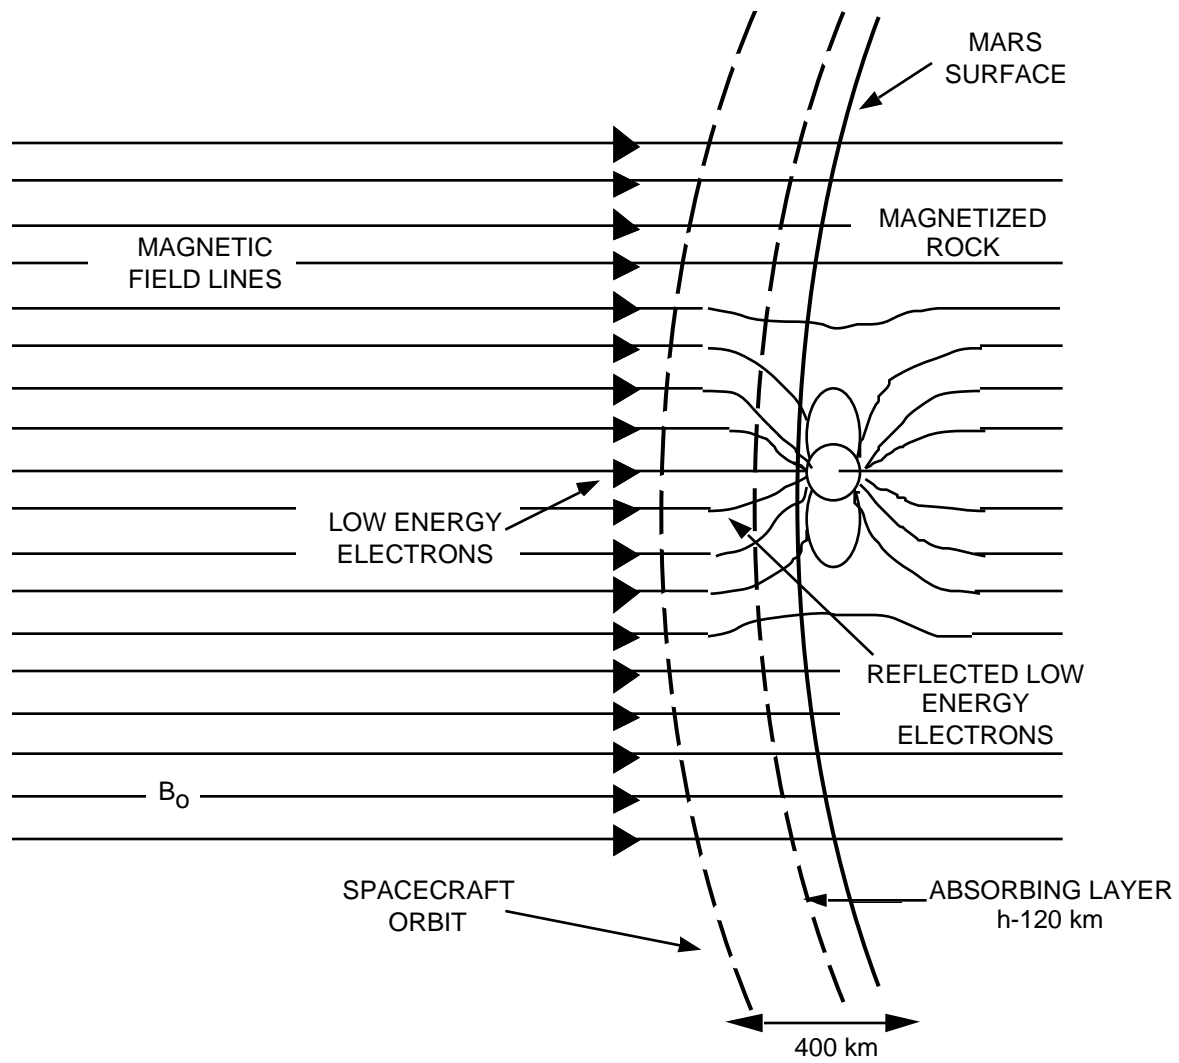 MARS
SURFACE
MAGNETIZED
ROCK
MAGNETIC
FIELD LINES
LOW ENERGY
ELECTRONS
REFLECTED LOW
ENERGY
ELECTRONS
Bo
SPACECRAFT
ORBIT
ABSORBING LAYER
h-120 km
400 km